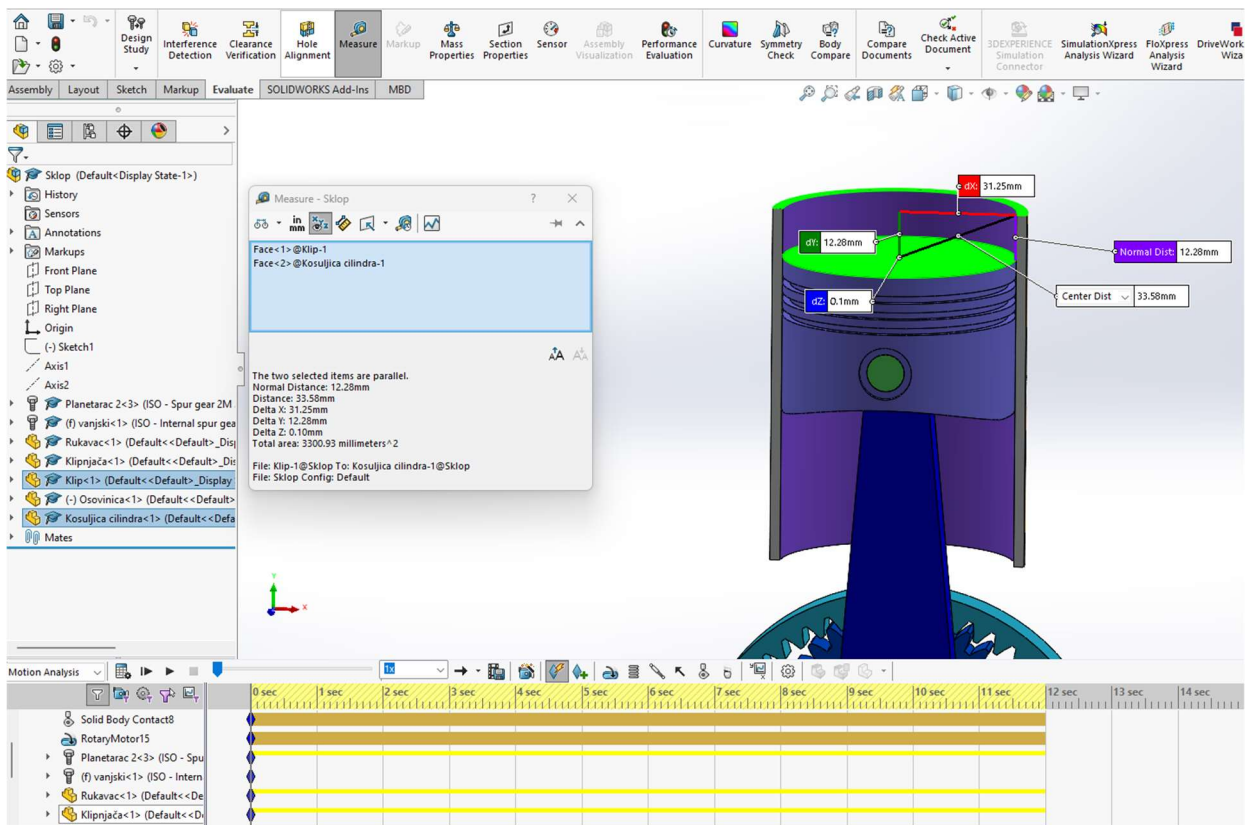 Design Study
Interference Detection
Clearance Verification
Hole Alignment
Measure
Markup
Mass Properties
Section Properties
Sensor
Assembly Visualization
Performance Evaluation
Curvature
Symmetry Check
Body Compare
Compare Documents
Check Active Document
3DEXPERIENCE Simulation Connector
SimulationXpress Analysis Wizard
FloXpress Analysis Wizard
DriveWork Wiza
Assembly Layout Sketch Markup Evaluate SOLIDWORKS Add-Ins MBD
Sklop (Default<Display State-1>)
History
Sensors
Annotations
Markups
Front Plane
Top Plane
Right Plane
Origin
(-) Sketch1
Axis1
Axis2
Planetarac 2<3> (ISO - Spur gear 2M
(f) vanjski<1> (ISO - Internal spur gea
Rukavac<1> (Default<<Default>_Disp
Klipnjača<1> (Default<<Default>_Dis
Klip<1> (Default<<Default>_Display
(-) Osovinica<1> (Default<<Default>
Kosuljica cilindra<1> (Default<<Defa
Mates
Measure - Sklop ?
in
mm
Face<1>@Klip-1
Face<2>@Kosuljica cilindra-1
The two selected items are parallel.
Normal Distance: 12.28mm
Distance: 33.58mm
Delta X: 31.25mm
Delta Y: 12.28mm
Delta Z: 0.10mm
Total area: 3300.93 millimeters^2
File: Klip-1@Sklop To: Kosuljica cilindra-1@Sklop
File: Sklop Config: Default
dX: 31.25mm
dY: 12.28mm
Normal Dist: 12.28mm
dZ: 0.1mm
Center Dist 33.58mm
Y
X
Motion Analysis
1x
0 sec 1 sec 2 sec 3 sec 4 sec 5 sec 6 sec 7 sec 8 sec 9 sec 10 sec 11 sec 12 sec 13 sec 14 sec
Solid Body Contact8
RotaryMotor15
Planetarac 2<3> (ISO - Spu
(f) vanjski<1> (ISO - Intern
Rukavac<1> (Default<<De
Klipnjača<1> (Default<<D